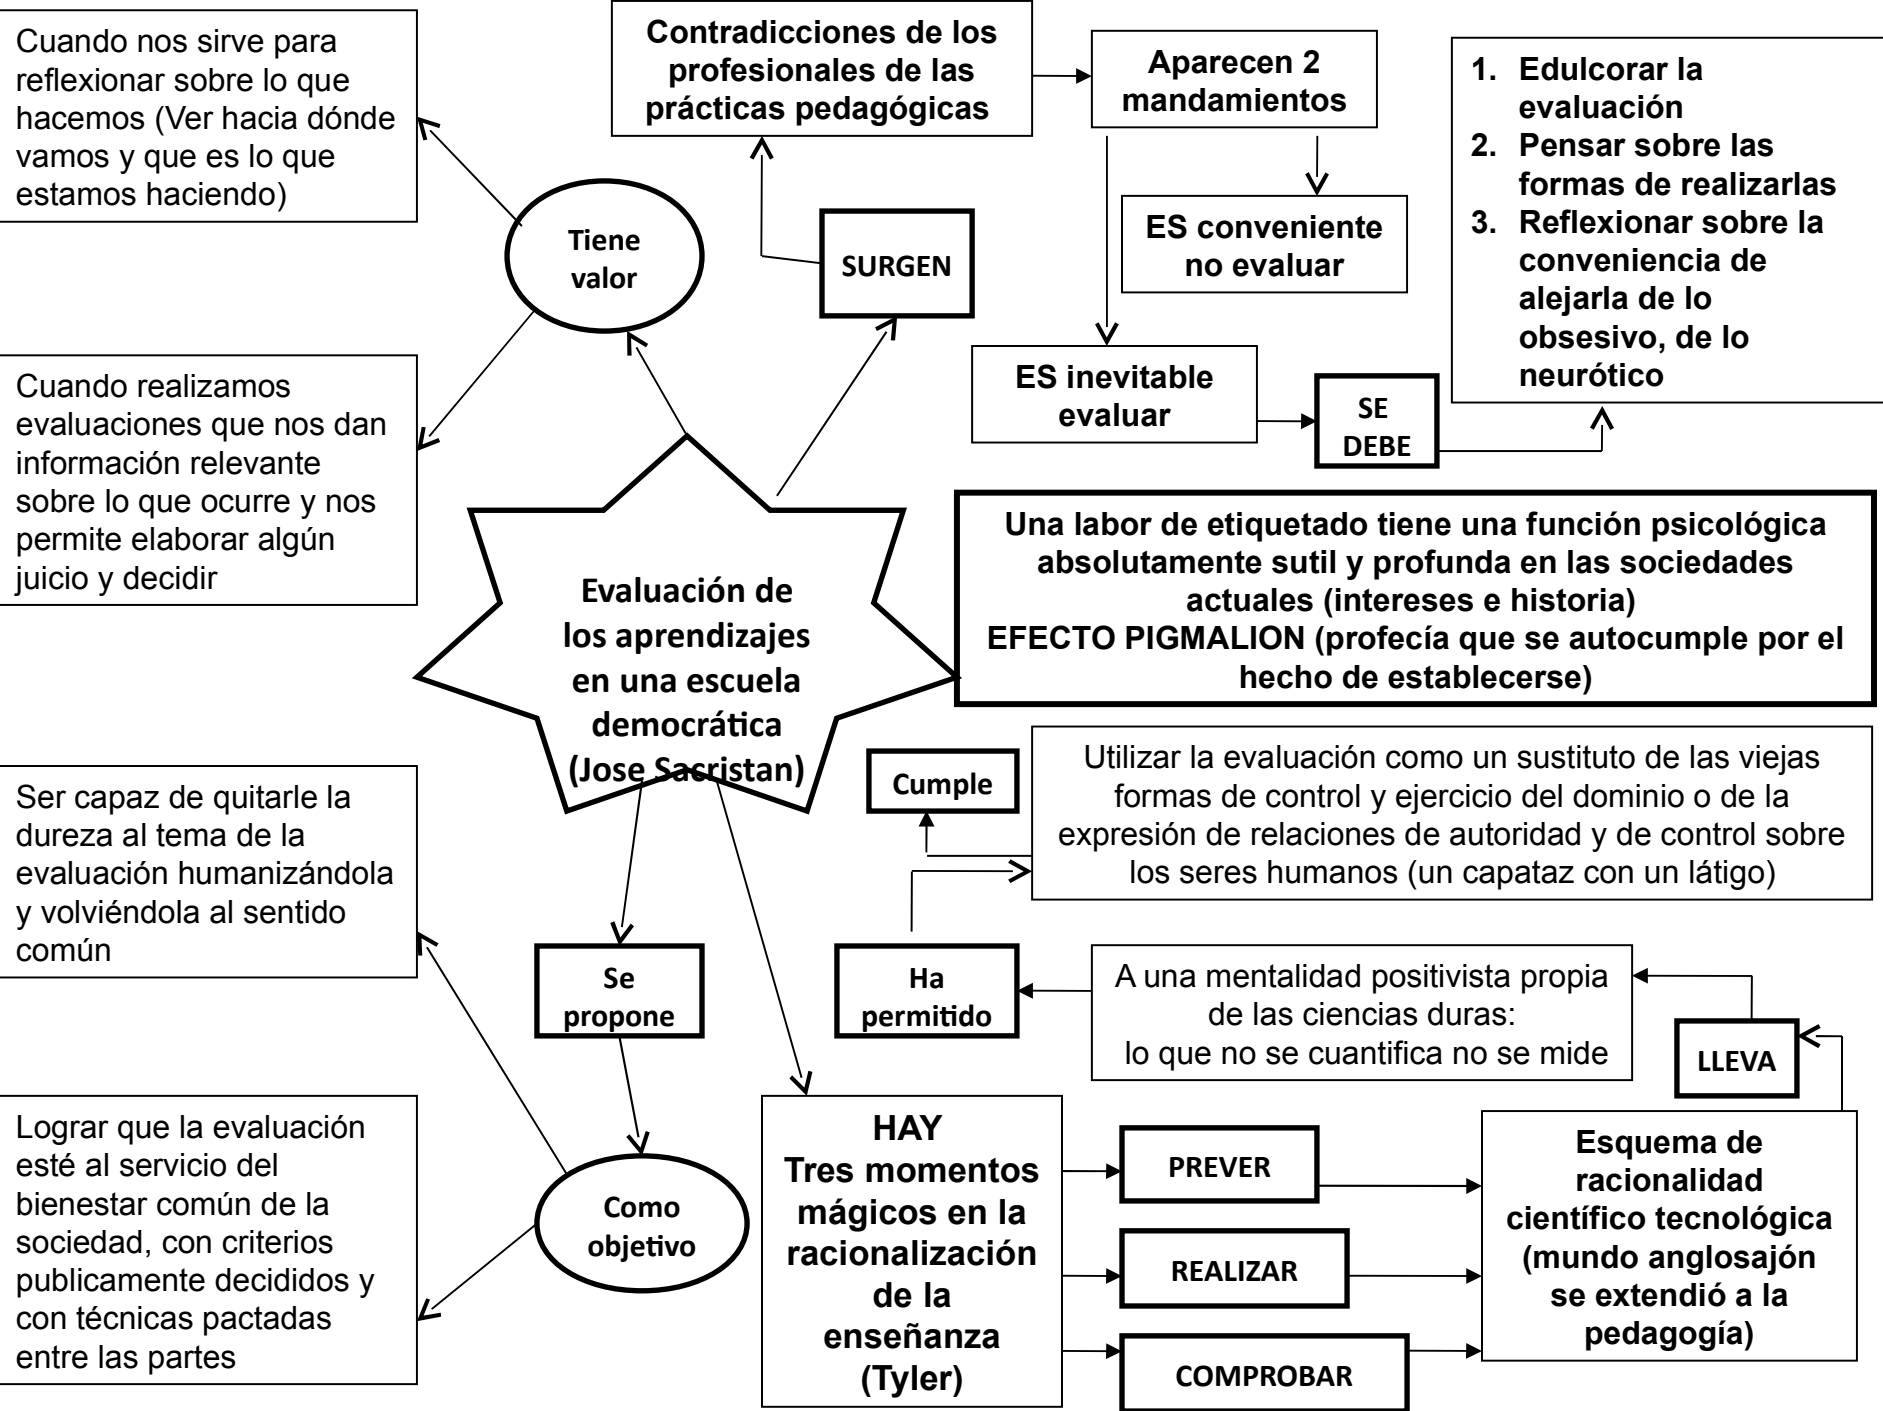 Cuando nos sirve para
reflexionar sobre lo que
hacemos (Ver hacia dónde
vamos y que es lo que
estamos haciendo)
Contradicciones de los
profesionales de las
prácticas pedagógicas
Aparecen 2
mandamientos
1. Edulcorar la
evaluación
2. Pensar sobre las
formas de realizarlas
3. Reflexionar sobre la
conveniencia de
alejarla de lo
obsesivo, de lo
neurótico
Tiene
valor
SURGEN
ES conveniente
no evaluar
ES inevitable
evaluar
SE
DEBE
Cuando realizamos
evaluaciones que nos dan
información relevante
sobre lo que ocurre y nos
permite elaborar algún
juicio y decidir
Evaluación de
los aprendizajes
en una escuela
democrática
(Jose Sacristan)
Una labor de etiquetado tiene una función psicológica
absolutamente sutil y profunda en las sociedades
actuales (intereses e historia)
EFECTO PIGMALION (profecía que se autocumple por el
hecho de establecerse)
Cumple
Utilizar la evaluación como un sustituto de las viejas
formas de control y ejercicio del dominio o de la
expresión de relaciones de autoridad y de control sobre
los seres humanos (un capataz con un látigo)
Ser capaz de quitarle la
dureza al tema de la
evaluación humanizándola
y volviéndola al sentido
común
Se
propone
Ha
permitido
A una mentalidad positivista propia
de las ciencias duras:
lo que no se cuantifica no se mide
LLEVA
Lograr que la evaluación
esté al servicio del
bienestar común de la
sociedad, con criterios
publicamente decididos y
con técnicas pactadas
entre las partes
Como
objetivo
HAY
Tres momentos
mágicos en la
racionalización
de la
enseñanza
(Tyler)
PREVER
REALIZAR
COMPROBAR
Esquema de
racionalidad
científico tecnológica
(mundo anglosajón
se extendió a la
pedagogía)